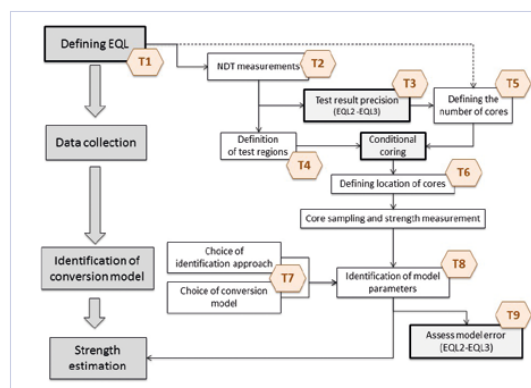 Defining EQL
T1
NDT measurements
T2
Test result precision
(EQL2-EQL3)
T3
Defining the
number of cores
T5
Data collection
Definition
of test regions
T4
Conditional
coring
Defining location of cores
T6
Core sampling and strength measurement
Identification of
conversion model
Choice of
identification approach
Choice of conversion
model
T7
Identification of model
parameters
T8
Assess model error
(EQL2-EQL3)
T9
Strength
estimation